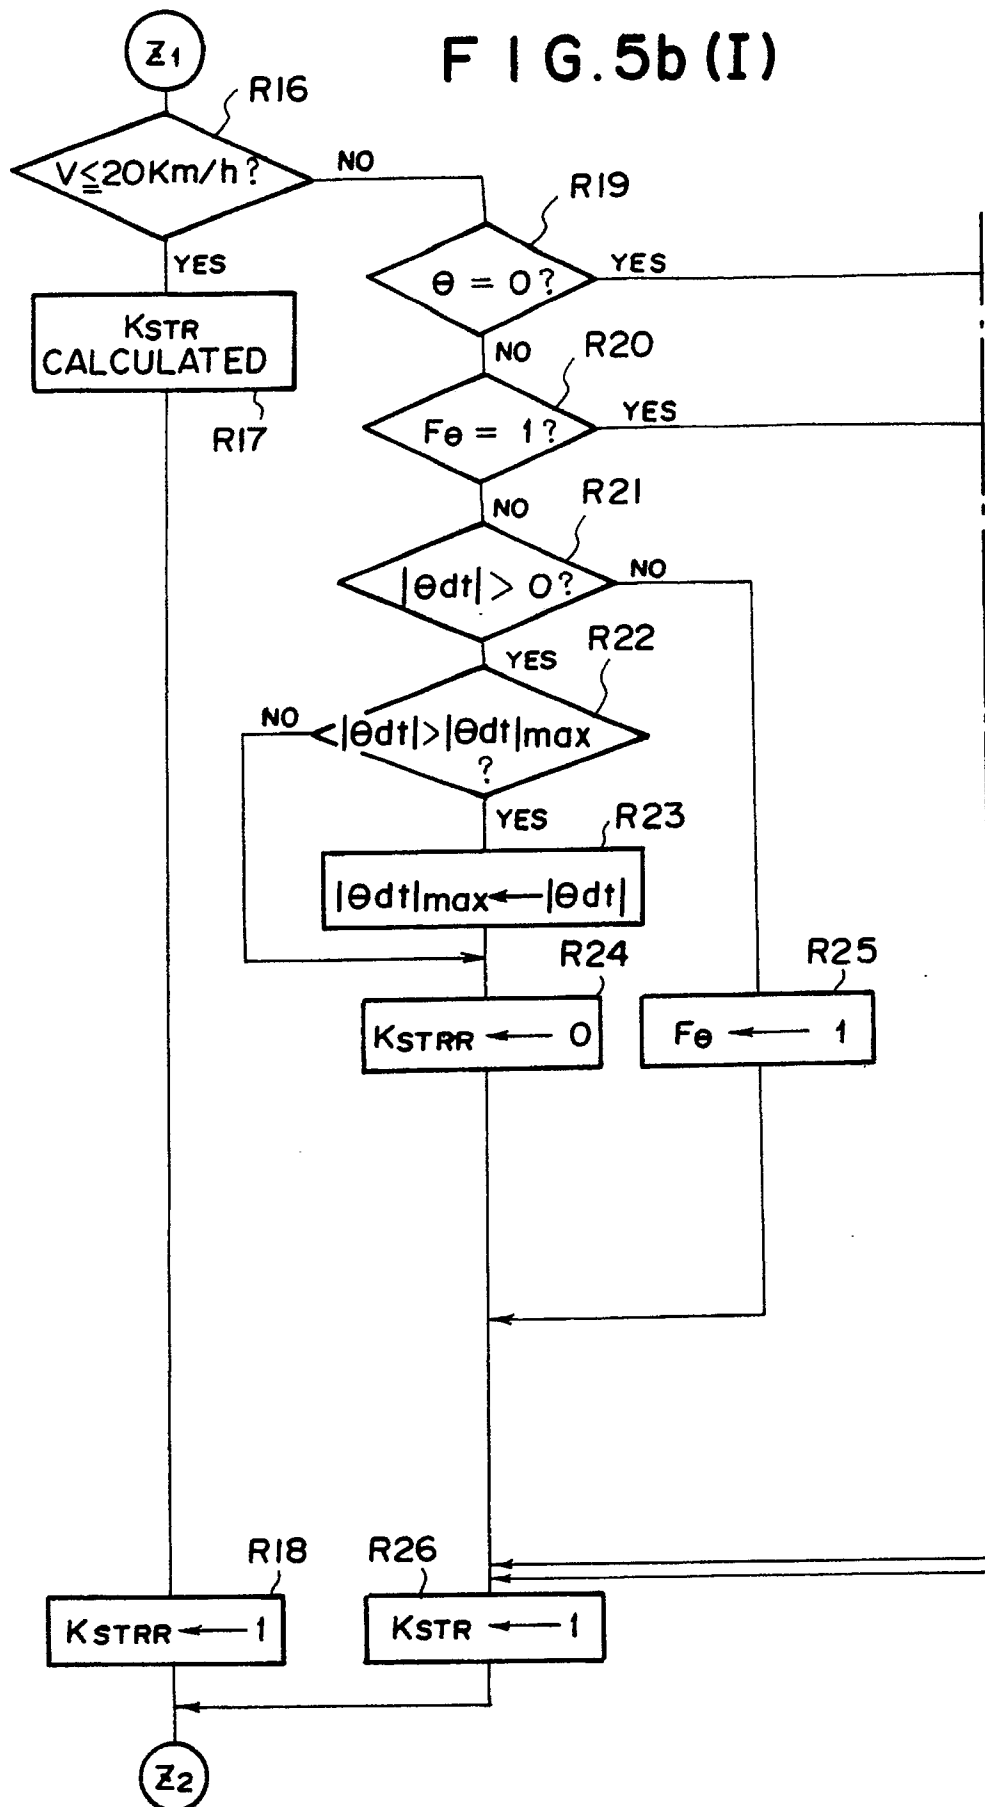 FIG.5b(I)
Z1
R16
V≦20Km/h?
NO
YES
R19
θ = 0?
YES
NO
KSTR
CALCULATED
R17
R20
Fθ = 1?
YES
NO
R21
|θdt| > 0?
NO
YES
R22
|θdt|>|θdt|max
?
NO
YES
R23
|θdt|max←|θdt|
R24
KSTRR ← 0
R25
Fθ ← 1
R18
KSTRR ← 1
R26
KSTR ← 1
Z2